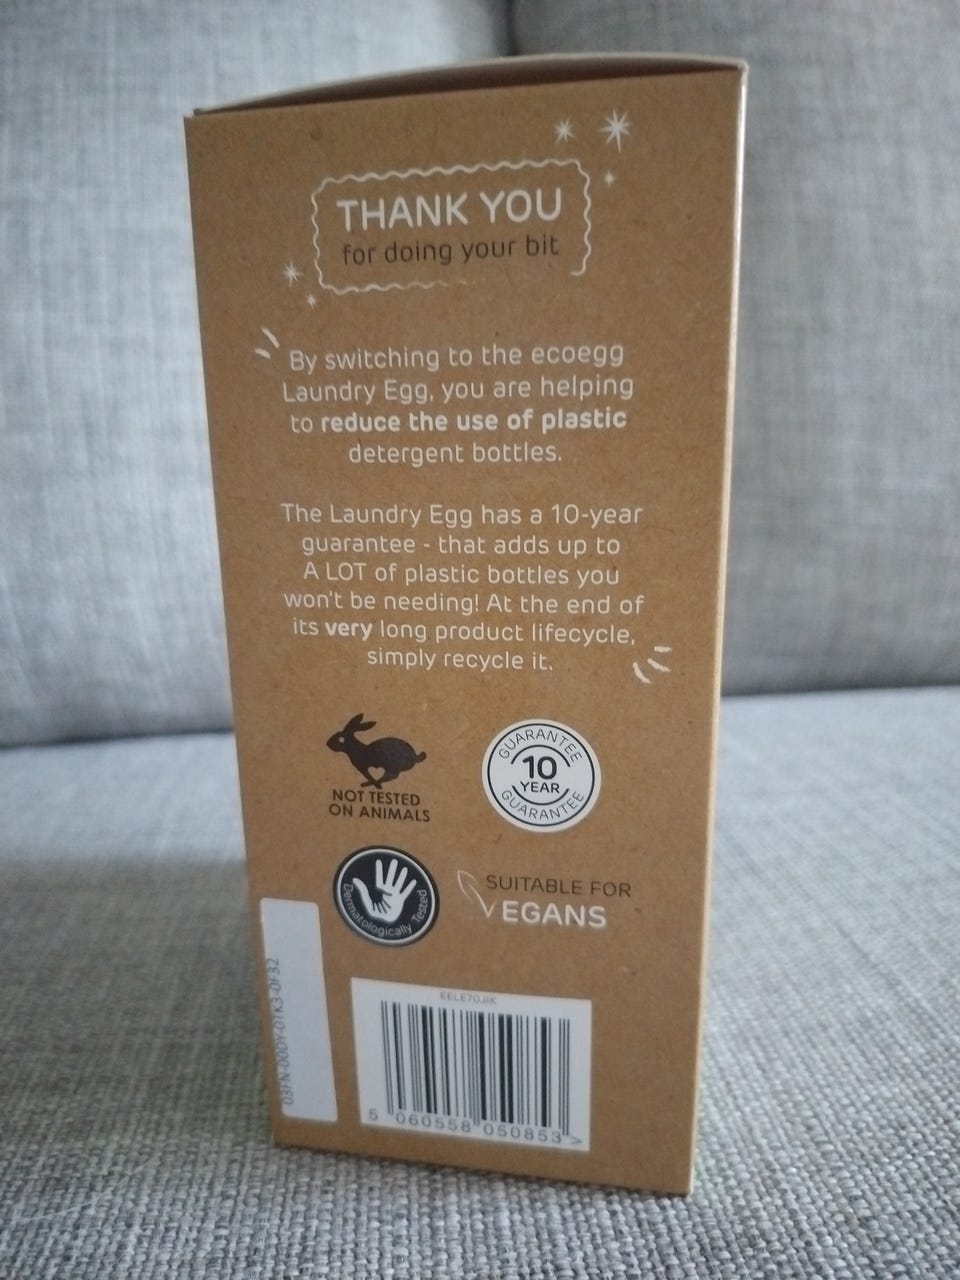 THANK YOU
for doing your bit
By switching to the ecoegg
Laundry Egg, you are helping
to reduce the use of plastic
detergent bottles.
The Laundry Egg has a 10-year
guarantee - that adds up to
A LOT of plastic bottles you
won't be needing! At the end of
its very long product lifecycle,
simply recycle it.
NOT TESTED
ON ANIMALS
GUARANTEE
10
YEAR
GUARANTEE
Dermatologically Tested
SUITABLE FOR
VEGANS
EELE70JIK
5 060558 050853 >